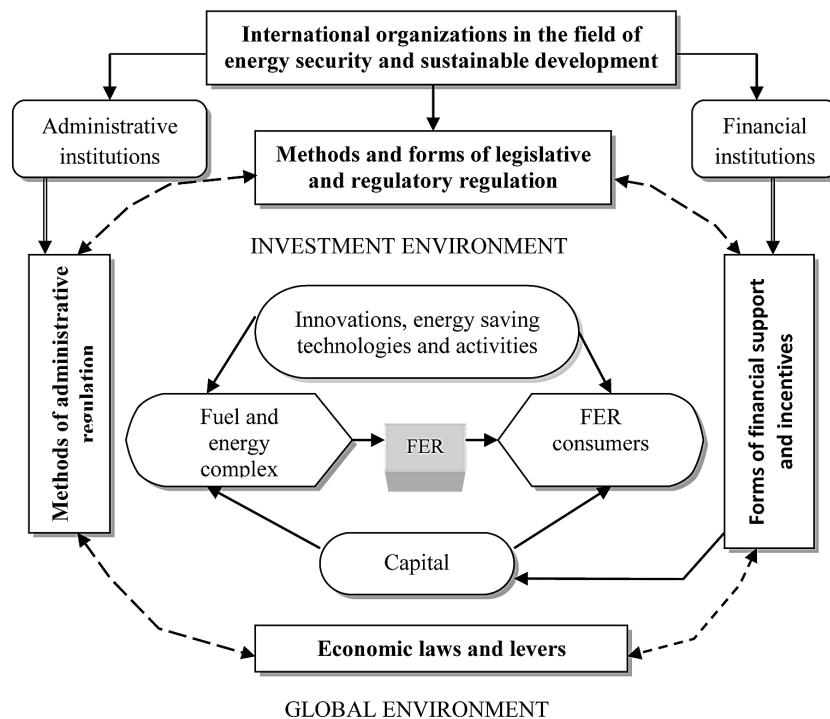 International organizations in the field of
energy security and sustainable development
Administrative
institutions
Financial
institutions
Methods and forms of legislative
and regulatory regulation
INVESTMENT ENVIRONMENT
Methods of administrative
regulation
Innovations, energy saving
technologies and activities
Forms of financial support
and incentives
Fuel and
energy
complex
FER
FER
consumers
Capital
Economic laws and levers
GLOBAL ENVIRONMENT